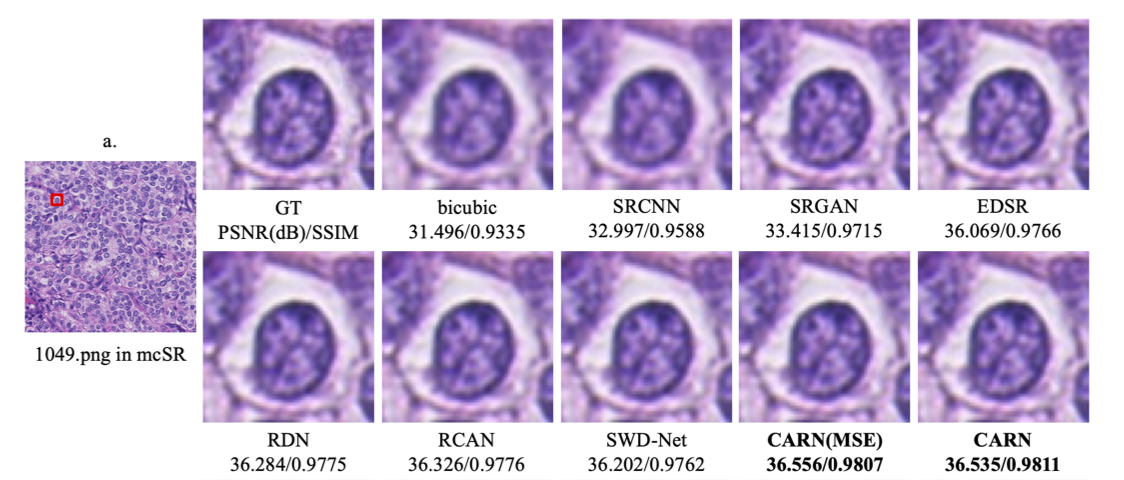 a.
1049.png in mcSR
GT
PSNR(dB)/SSIM
bicubic
31.496/0.9335
SRCNN
32.997/0.9588
SRGAN
33.415/0.9715
EDSR
36.069/0.9766
RDN
36.284/0.9775
RCAN
36.326/0.9776
SWD-Net
36.202/0.9762
CARN(MSE)
36.556/0.9807
CARN
36.535/0.9811